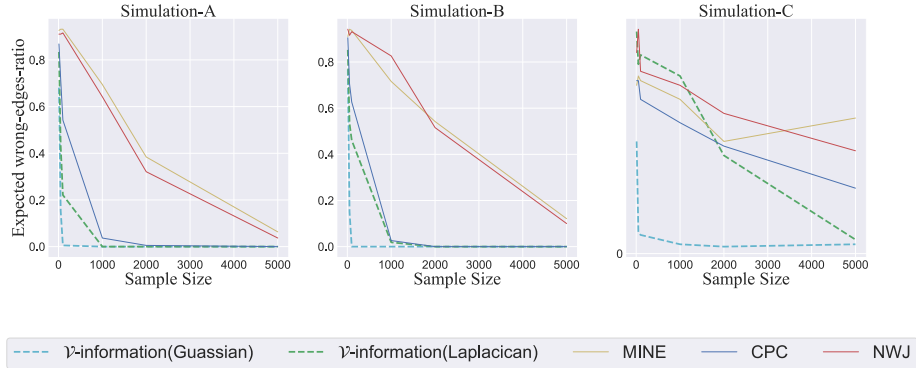 Simulation-A Simulation-B Simulation-C
Expected wrong-edges-ratio
0.8 0.8
0.6 0.6
0.4 0.4
0.2 0.2
0.0 0.0 0
0 1000 2000 3000 4000 5000 0 1000 2000 3000 4000 5000 0 1000 2000 3000 4000 5000
Sample Size Sample Size Sample Size
𝒱-information(Guassian) 𝒱-information(Laplacican) MINE CPC NWJ